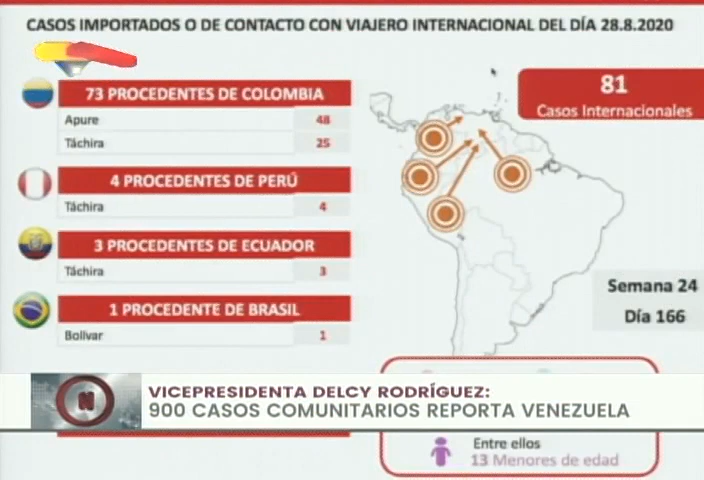 CASOS IMPORTADOS O DE CONTACTO CON VIAJERO INTERNACIONAL DEL DÍA 28.8.2020
73 PROCEDENTES DE COLOMBIA
Apure 48
Táchira 25
4 PROCEDENTES DE PERÚ
Táchira 4
3 PROCEDENTES DE ECUADOR
Táchira 3
1 PROCEDENTE DE BRASIL
Bolívar 1
81
Casos Internacionales
Semana 24
Día 166
N
VICEPRESIDENTA DELCY RODRÍGUEZ:
900 CASOS COMUNITARIOS REPORTA VENEZUELA
Entre ellos
13 Menores de edad